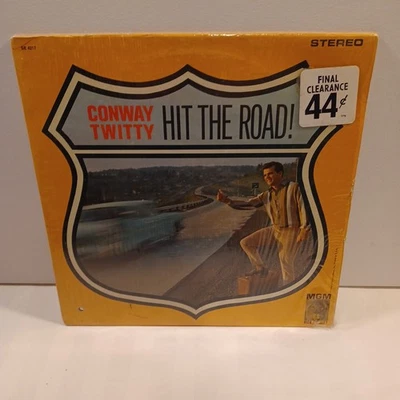 STEREO
FINAL
CLEARANCE
44¢
CONWAY
TWITTY
HIT THE ROAD!
MGM